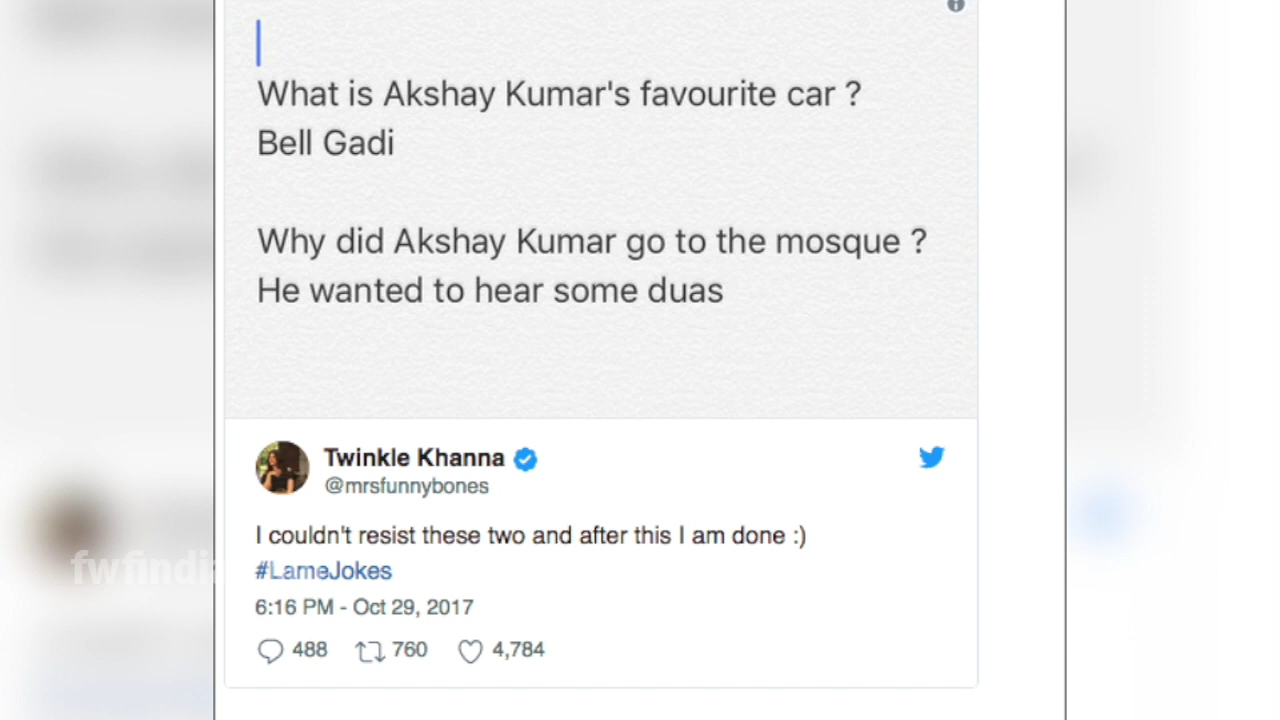 What is Akshay Kumar's favourite car ?
Bell Gadi
Why did Akshay Kumar go to the mosque ?
He wanted to hear some duas
Twinkle Khanna
@mrsfunnybones
I couldn't resist these two and after this I am done :)
#LameJokes
6:16 PM - Oct 29, 2017
488 760 4,784
fwfindia